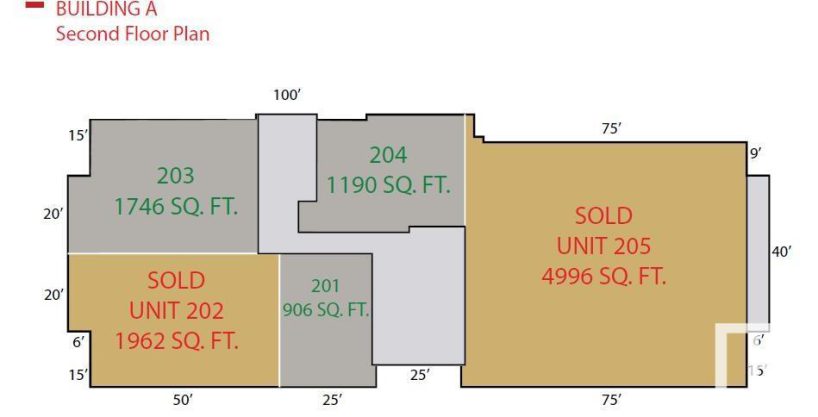 BUILDING A
Second Floor Plan
100′
15′
203
1746 SQ. FT.
204
1190 SQ. FT.
75′
9′
20′
SOLD
UNIT 205
4996 SQ. FT.
40′
20′
SOLD
UNIT 202
1962 SQ. FT.
201
906 SQ. FT.
6′
6′
15′
25′
15′
50′
25′
75′